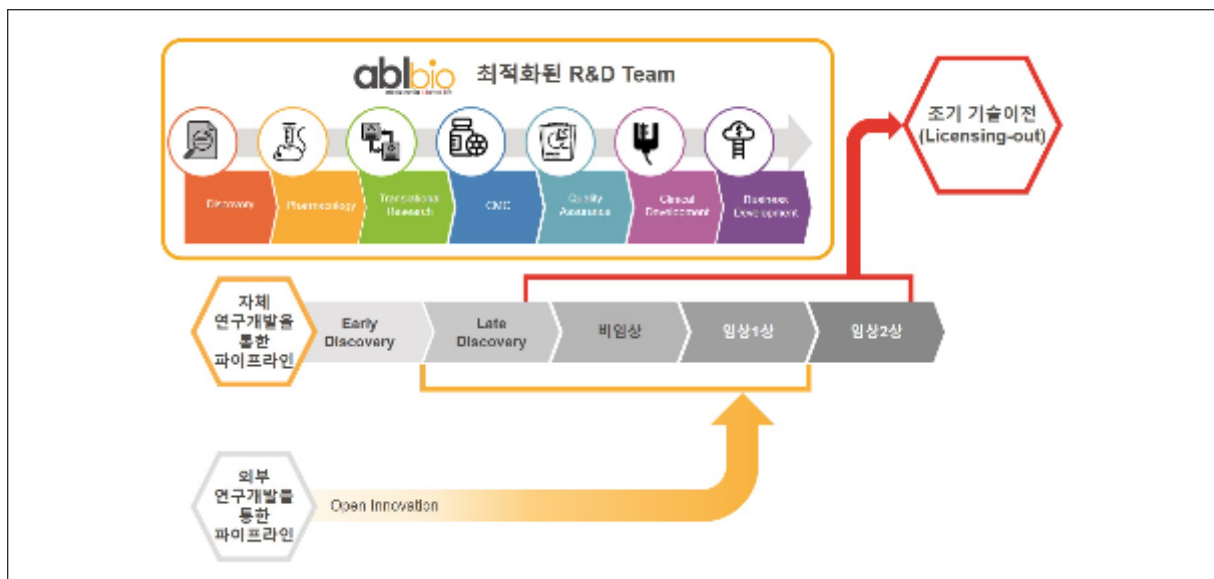 ablbio 최적화된 R&D Team
Discovery
Pharmacology
Translational
Research
CMC
Quality
Assurance
Clinical
Development
Business
Development
조기 기술이전
(Licensing-out)
자체
연구개발을
통한
파이프라인
Early
Discovery
Late
Discovery
비임상
임상1상
임상2상
외부
연구개발을
통한
파이프라인
Open Innovation